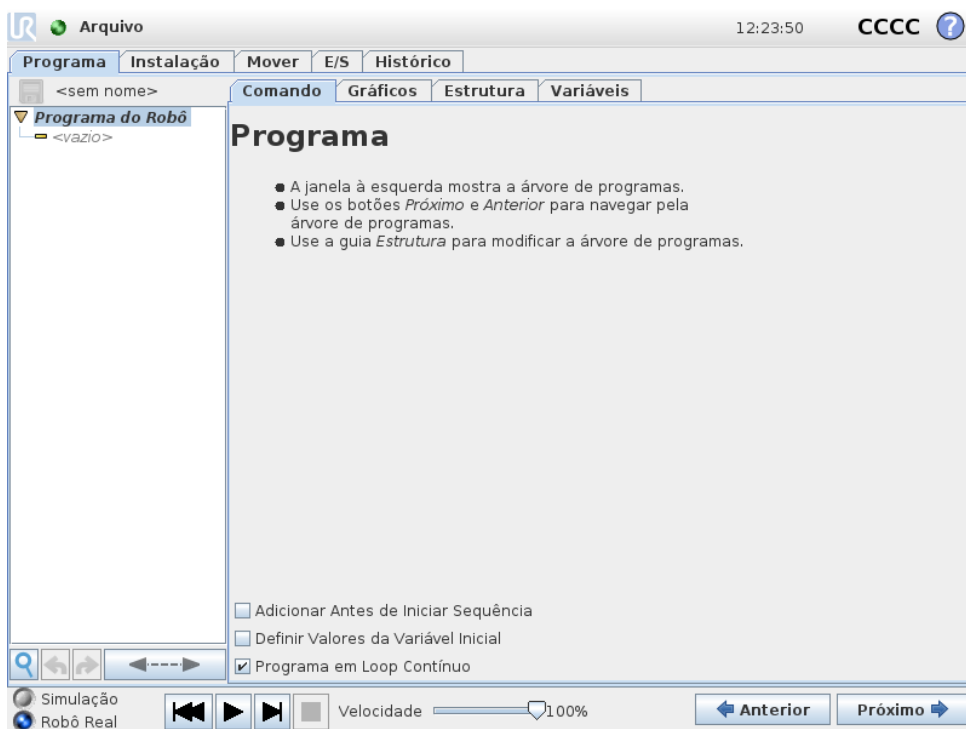 UR Arquivo 12:23:50 CCCC ?
Programa Instalação Mover E/S Histórico
<sem nome> Comando Gráficos Estrutura Variáveis
Programa do Robô
<vazio>
Programa
A janela à esquerda mostra a árvore de programas.
Use os botões Próximo e Anterior para navegar pela
árvore de programas.
Use a guia Estrutura para modificar a árvore de programas.
Adicionar Antes de Iniciar Sequência
Definir Valores da Variável Inicial
Programa em Loop Contínuo
Simulação
Robô Real
Velocidade 100% Anterior Próximo